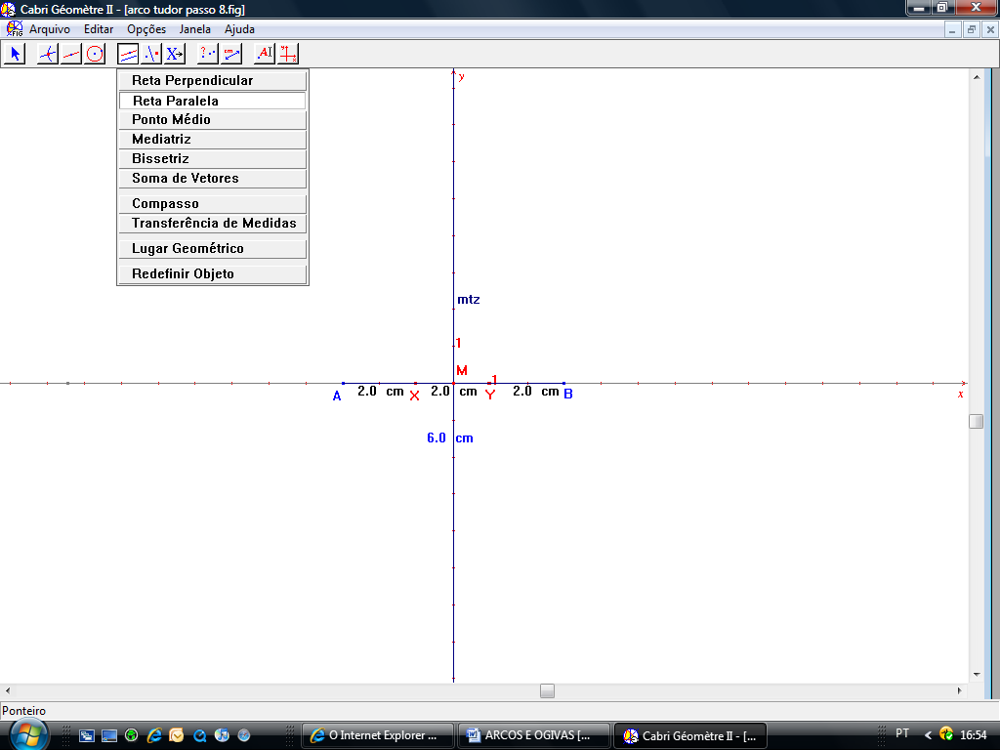 Cabri Géomètre II - [arco tudor passo 8.fig]
Arquivo Editar Opções Janela Ajuda
Reta Perpendicular
Reta Paralela
Ponto Médio
Mediatriz
Bissetriz
Soma de Vetores
Compasso
Transferência de Medidas
Lugar Geométrico
Redefinir Objeto
y
mtz
1
M
1
A 2.0 cm X 2.0 cm Y 2.0 cm B x
6.0 cm
Ponteiro
O Internet Explorer ... ARCOS E OGIVAS [... Cabri Géomètre II - [... PT < 16:54